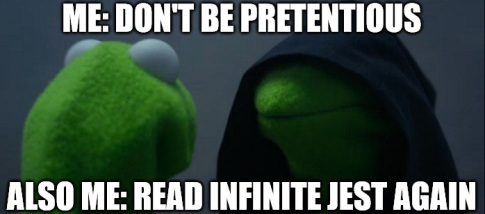 ME: DON'T BE PRETENTIOUS
ALSO ME: READ INFINITE JEST AGAIN